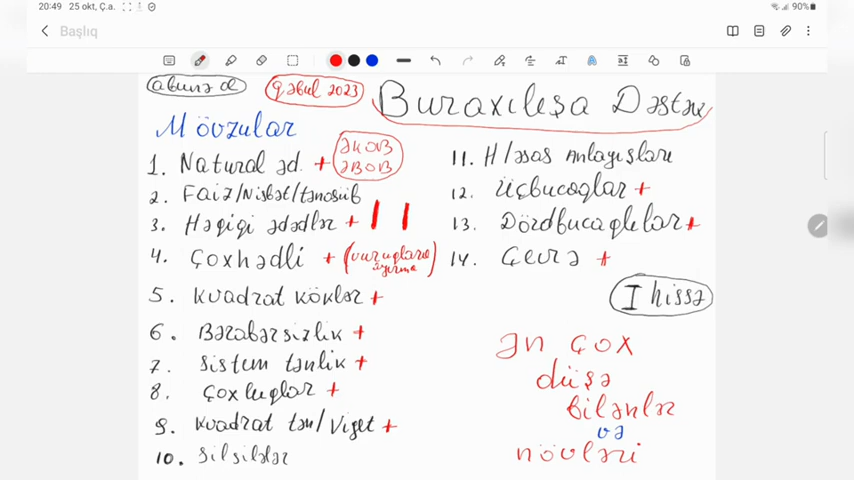 20:49 25 okt, Ç.a. 90%
Başlıq
abunə ol qəbul 2023 Buraxılışa Dəstək
Mövzular
1. Natural əd. + ƏKOB
ƏBOB
2. Faiz/Nisbət/tənasüb
3. Həqiqi ədədlər +
4. Çoxhədli + (vuruqlara
ayırma)
5. Kvadrat köklər +
6. Bərabərsizlik +
7. Sistem tənlik +
8. Çoxluqlar +
9. Kvadrat tən/Viyet +
10. Silsilələr
11. H/əsas Anlayışları
12. Üçbucaqlar +
13. Dördbucaqlılar +
14. Çevrə +
I hissə
Ən çox
düşə
bilənlər
və
növləri